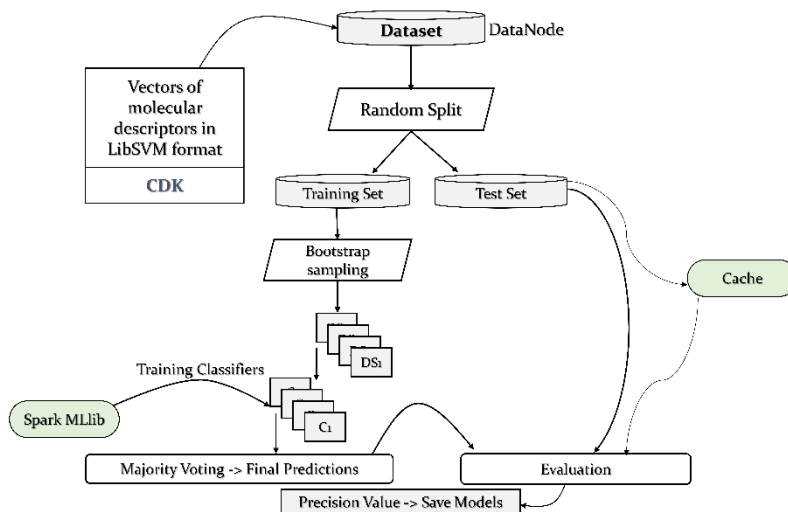 Dataset
DataNode
Vectors of
molecular
descriptors in
LibSVM format
CDK
Random Split
Training Set
Test Set
Bootstrap
sampling
Cache
DS1
Training Classifiers
Spark MLlib
C1
Majority Voting -> Final Predictions
Evaluation
Precision Value -> Save Models